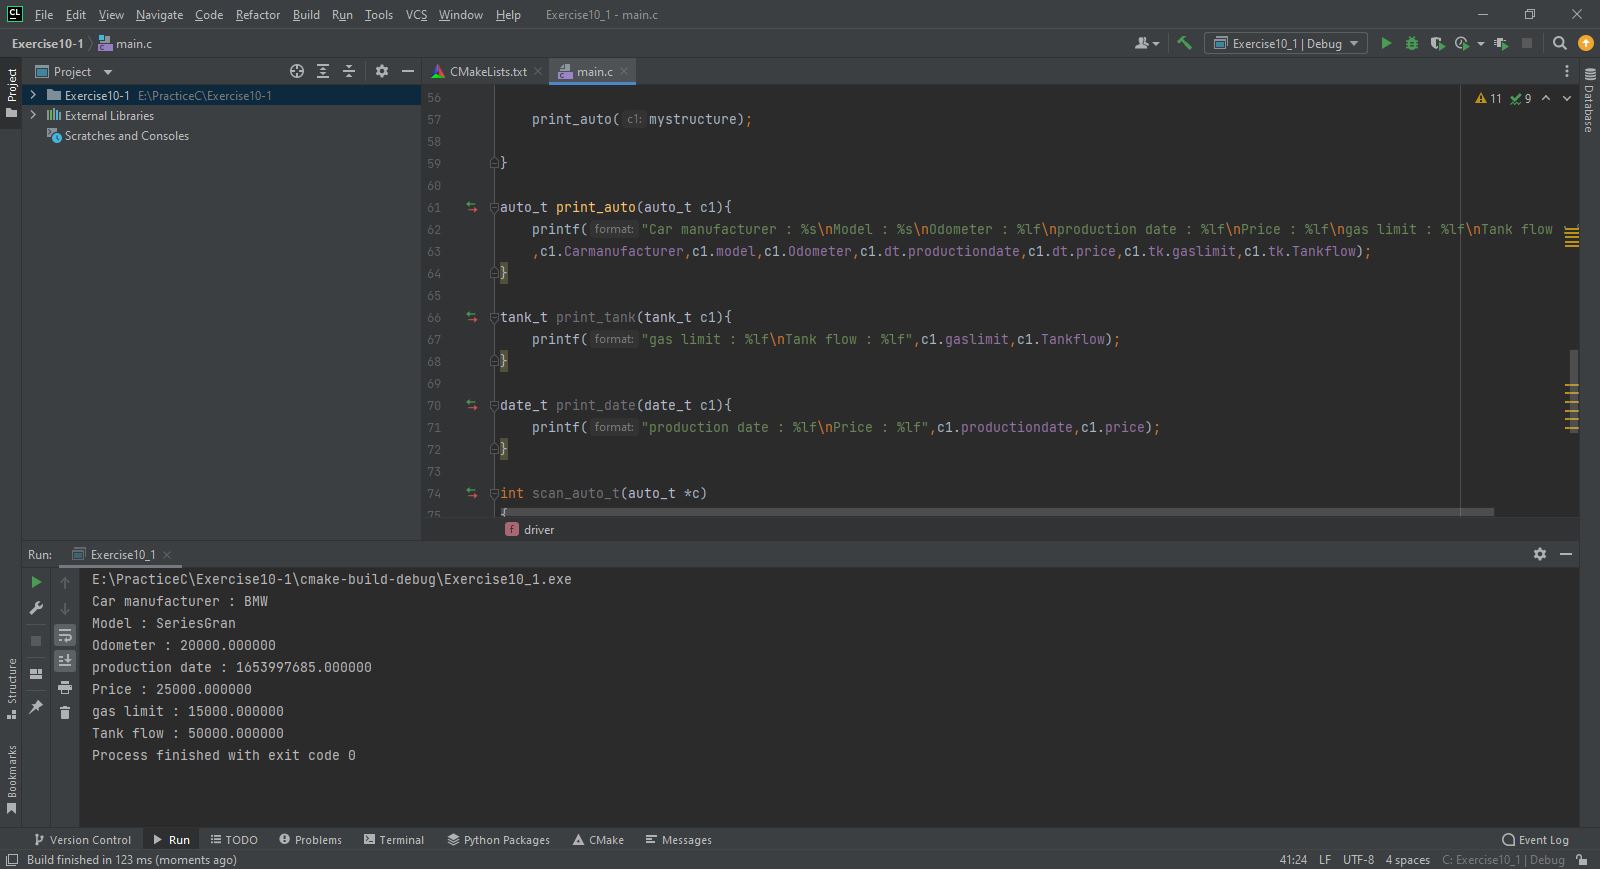 CL File Edit View Navigate Code Refactor Build Run Tools VCS Window Help Exercise10_1 - main.c
Exercise10-1 main.c Exercise10_1 | Debug
Project
Project
CMakeLists.txt main.c
Exercise10-1 E:\PracticeC\Exercise10-1
External Libraries
Scratches and Consoles
Database
11 9
56
57 print_auto( c1: mystructure);
58
59 }
60
61 auto_t print_auto(auto_t c1){
62 printf( format: "Car manufacturer : %s\nModel : %s\nOdometer : %lf\nproduction date : %lf\nPrice : %lf\ngas limit : %lf\nTank flow
63 ,c1.Carmanufacturer,c1.model,c1.Odometer,c1.dt.productiondate,c1.dt.price,c1.tk.gaslimit,c1.tk.Tankflow);
64 }
65
66 tank_t print_tank(tank_t c1){
67 printf( format: "gas limit : %lf\nTank flow : %lf",c1.gaslimit,c1.Tankflow);
68 }
69
70 date_t print_date(date_t c1){
71 printf( format: "production date : %lf\nPrice : %lf",c1.productiondate,c1.price);
72 }
73
74 int scan_auto_t(auto_t *c)
75 {
f driver
Run: Exercise10_1
E:\PracticeC\Exercise10-1\cmake-build-debug\Exercise10_1.exe
Car manufacturer : BMW
Model : SeriesGran
Odometer : 20000.000000
production date : 1653997685.000000
Price : 25000.000000
gas limit : 15000.000000
Tank flow : 50000.000000
Process finished with exit code 0
Structure
Bookmarks
Version Control Run TODO Problems Terminal Python Packages CMake Messages Event Log
Build finished in 123 ms (moments ago) 41:24 LF UTF-8 4 spaces C: Exercise10_1 | Debug